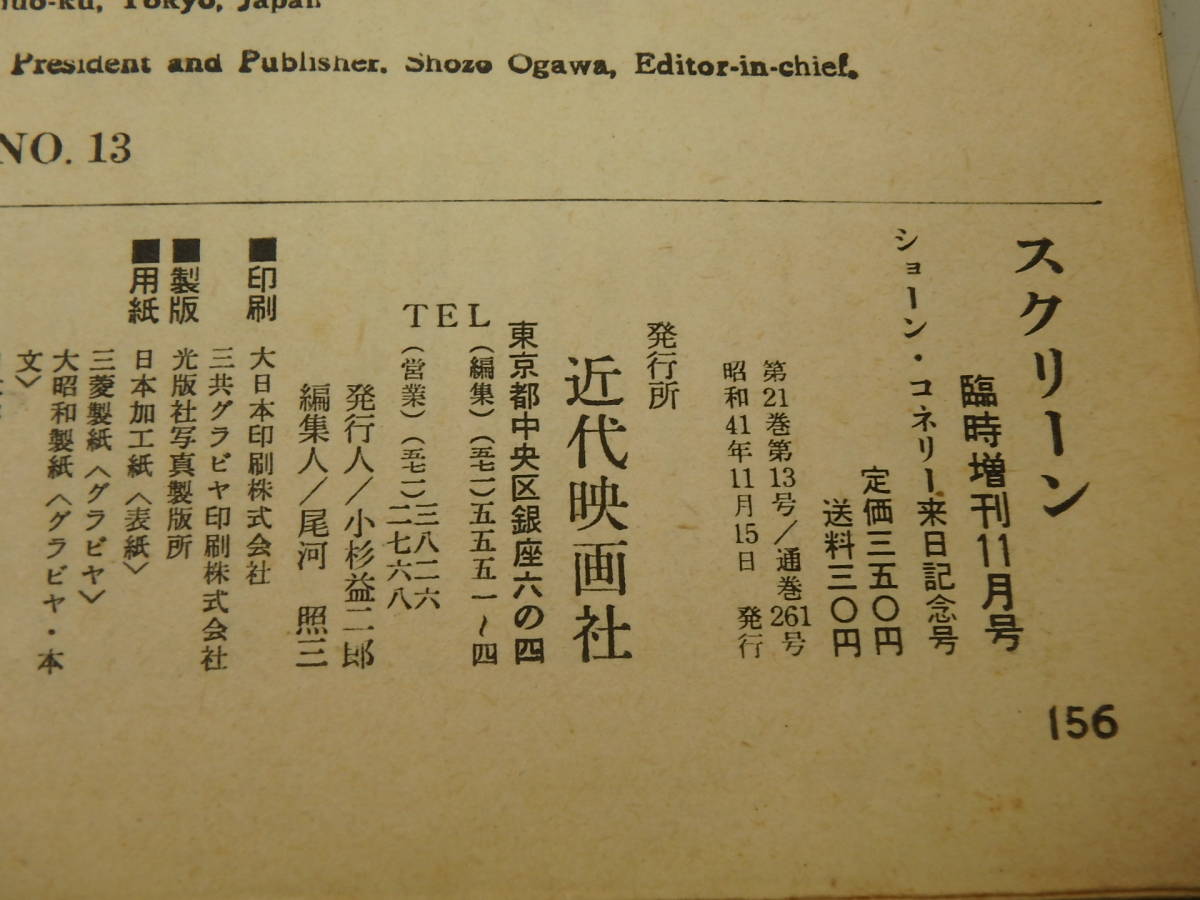 Tokyo, Japan
President and Publisher. Shozo Ogawa, Editor-in-chief.
NO. 13
スクリーン
臨時増刊11月号
ショーン・コネリー来日記念号
定価三五〇円
送料三〇円
第21巻第13号／通巻261号
昭和41年11月15日 発行
発行所
近代映画社
東京都中央区銀座六の四
TEL
(編集)(五七一)五五五一〜四
(営業)(五七一)三八二六
二七六八
発行人／小杉益二郎
編集人／尾河 照三
■印刷 大日本印刷株式会社
三共グラビヤ印刷株式会社
■製版 光版社写真製版所
■用紙 日本加工紙〈表紙〉
三菱製紙〈グラビヤ〉
大昭和製紙〈グラビヤ・本
文〉
156